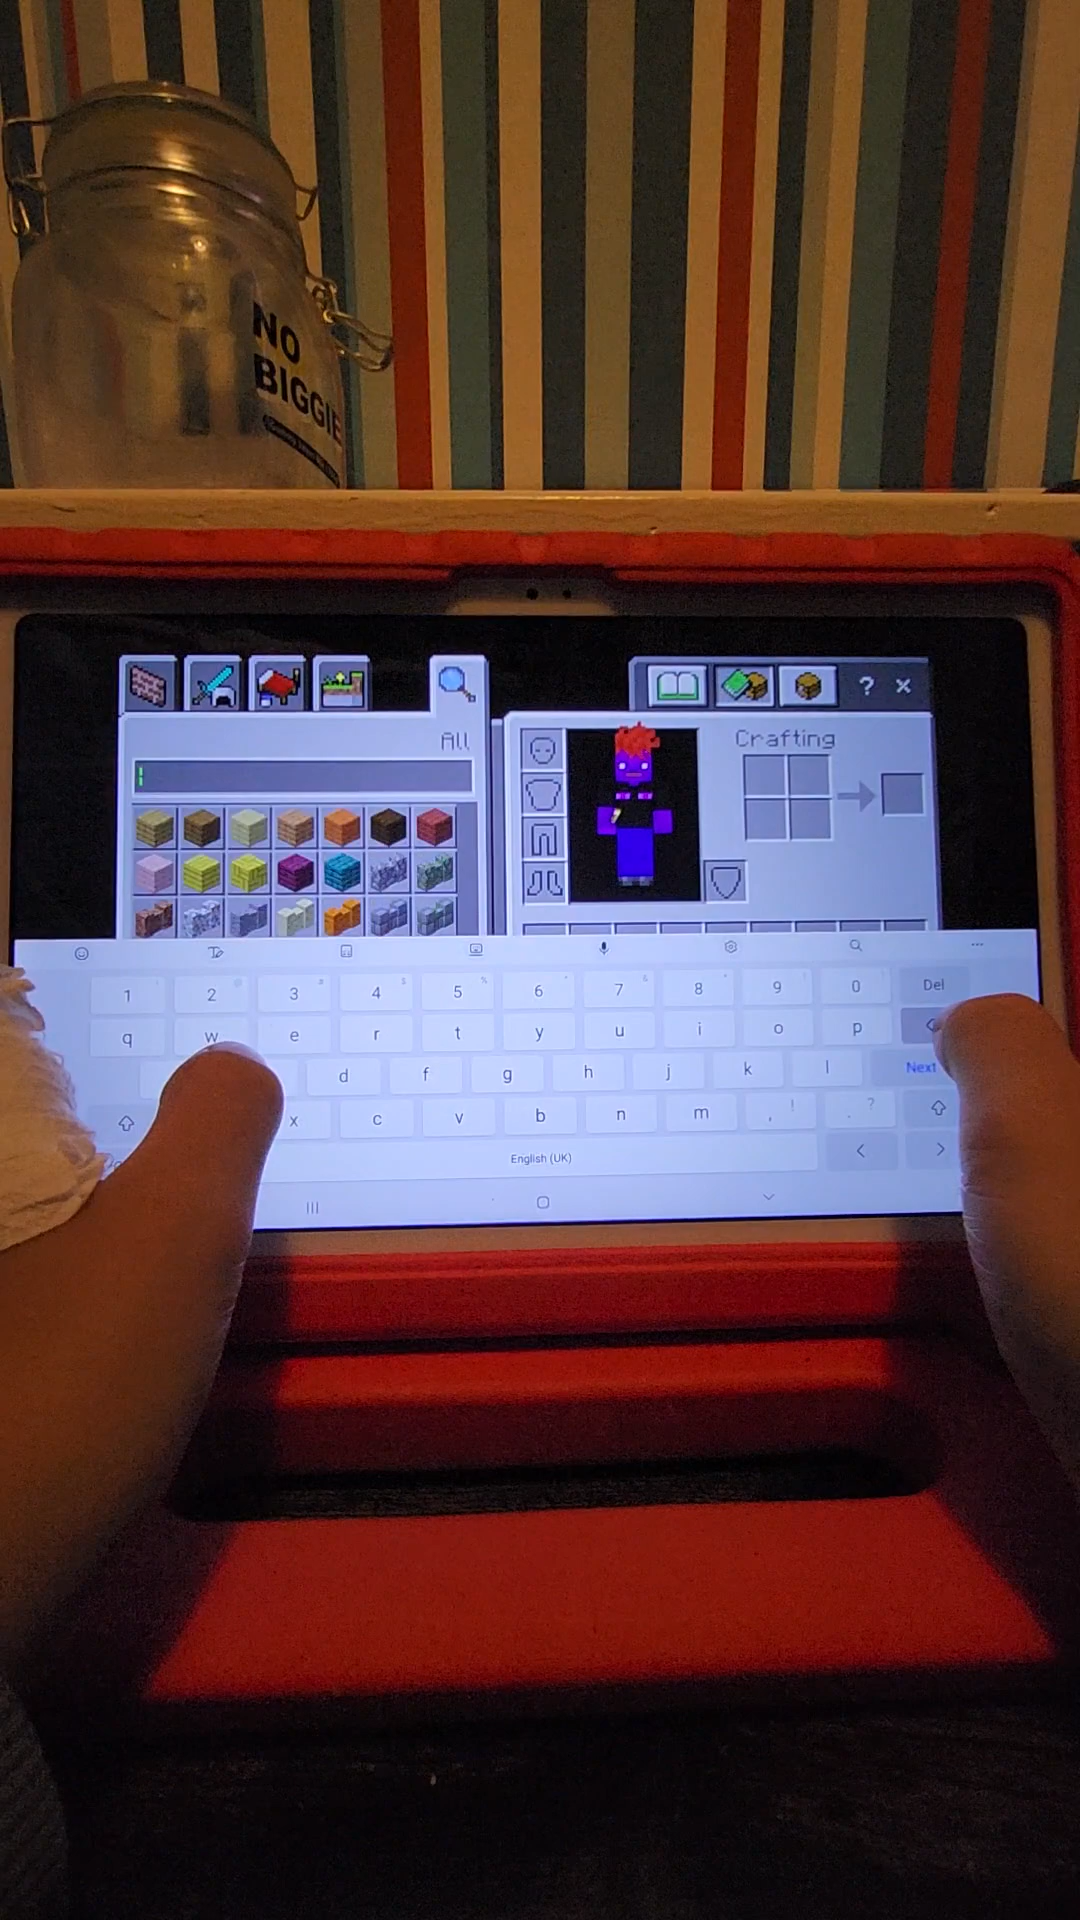 NO
BIGGIE
All
Crafting
? X
1 2 3 4 5 6 7 8 9 0 Del
q w e r t y u i o p
d f g h j k l Next
x c v b n m , ! . ?
English (UK)